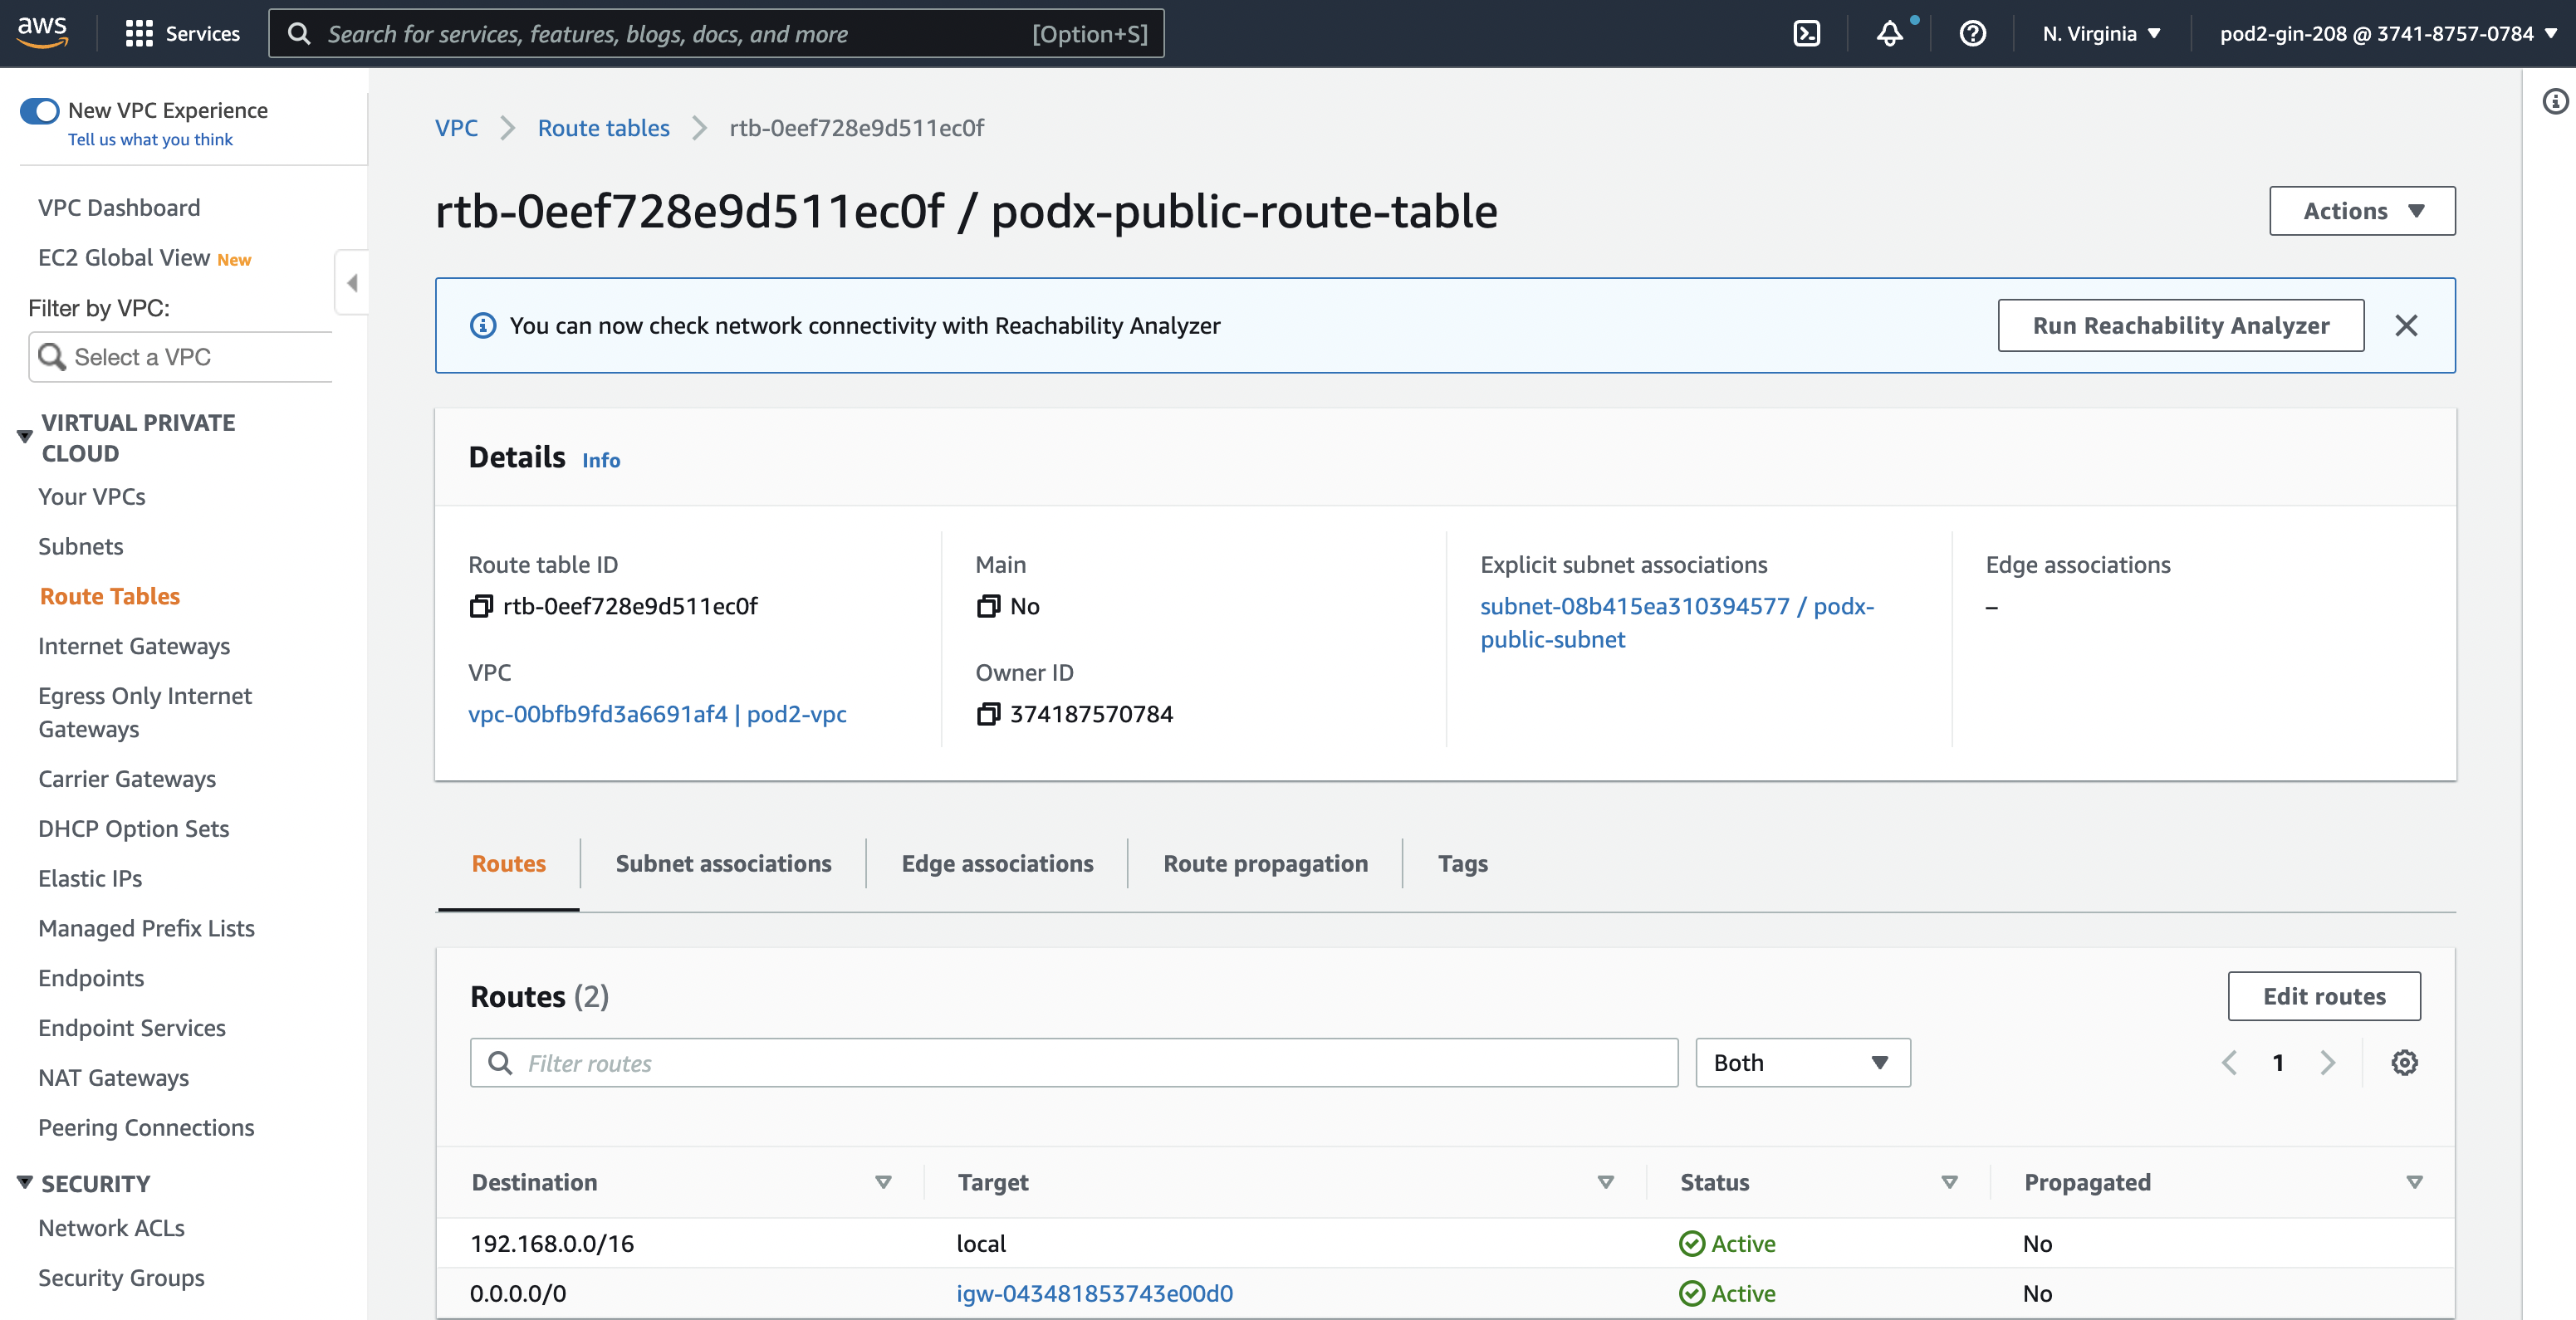 aws
Services
Search for services, features, blogs, docs, and more
[Option+S]
N. Virginia
pod2-gin-208 @ 3741-8757-0784
New VPC Experience
Tell us what you think
VPC Dashboard
EC2 Global View New
Filter by VPC:
Select a VPC
VIRTUAL PRIVATE
CLOUD
Your VPCs
Subnets
Route Tables
Internet Gateways
Egress Only Internet
Gateways
Carrier Gateways
DHCP Option Sets
Elastic IPs
Managed Prefix Lists
Endpoints
Endpoint Services
NAT Gateways
Peering Connections
SECURITY
Network ACLs
Security Groups
VPC
Route tables
rtb-0eef728e9d511ec0f
rtb-0eef728e9d511ec0f / podx-public-route-table
Actions
You can now check network connectivity with Reachability Analyzer
Run Reachability Analyzer
Details Info
Route table ID
rtb-0eef728e9d511ec0f
VPC
vpc-00bfb9fd3a6691af4 | pod2-vpc
Main
No
Owner ID
374187570784
Explicit subnet associations
subnet-08b415ea310394577 / podx-
public-subnet
Edge associations
–
Routes
Subnet associations
Edge associations
Route propagation
Tags
Routes (2)
Edit routes
Filter routes
Both
1
Destination
Target
Status
Propagated
192.168.0.0/16
local
Active
No
0.0.0.0/0
igw-043481853743e00d0
Active
No